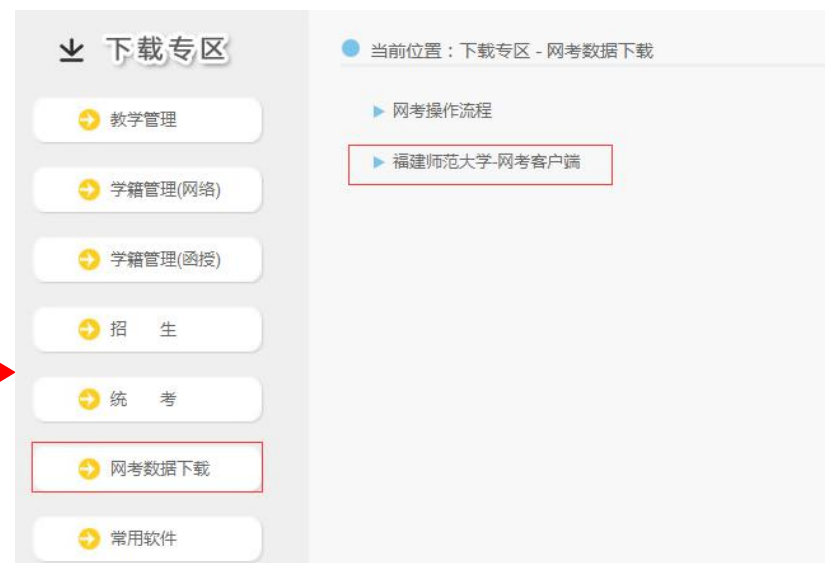 下载专区
教学管理
学籍管理(网络)
学籍管理(函授)
招 生
统 考
网考数据下载
常用软件
当前位置：下载专区 - 网考数据下载
网考操作流程
福建师范大学-网考客户端